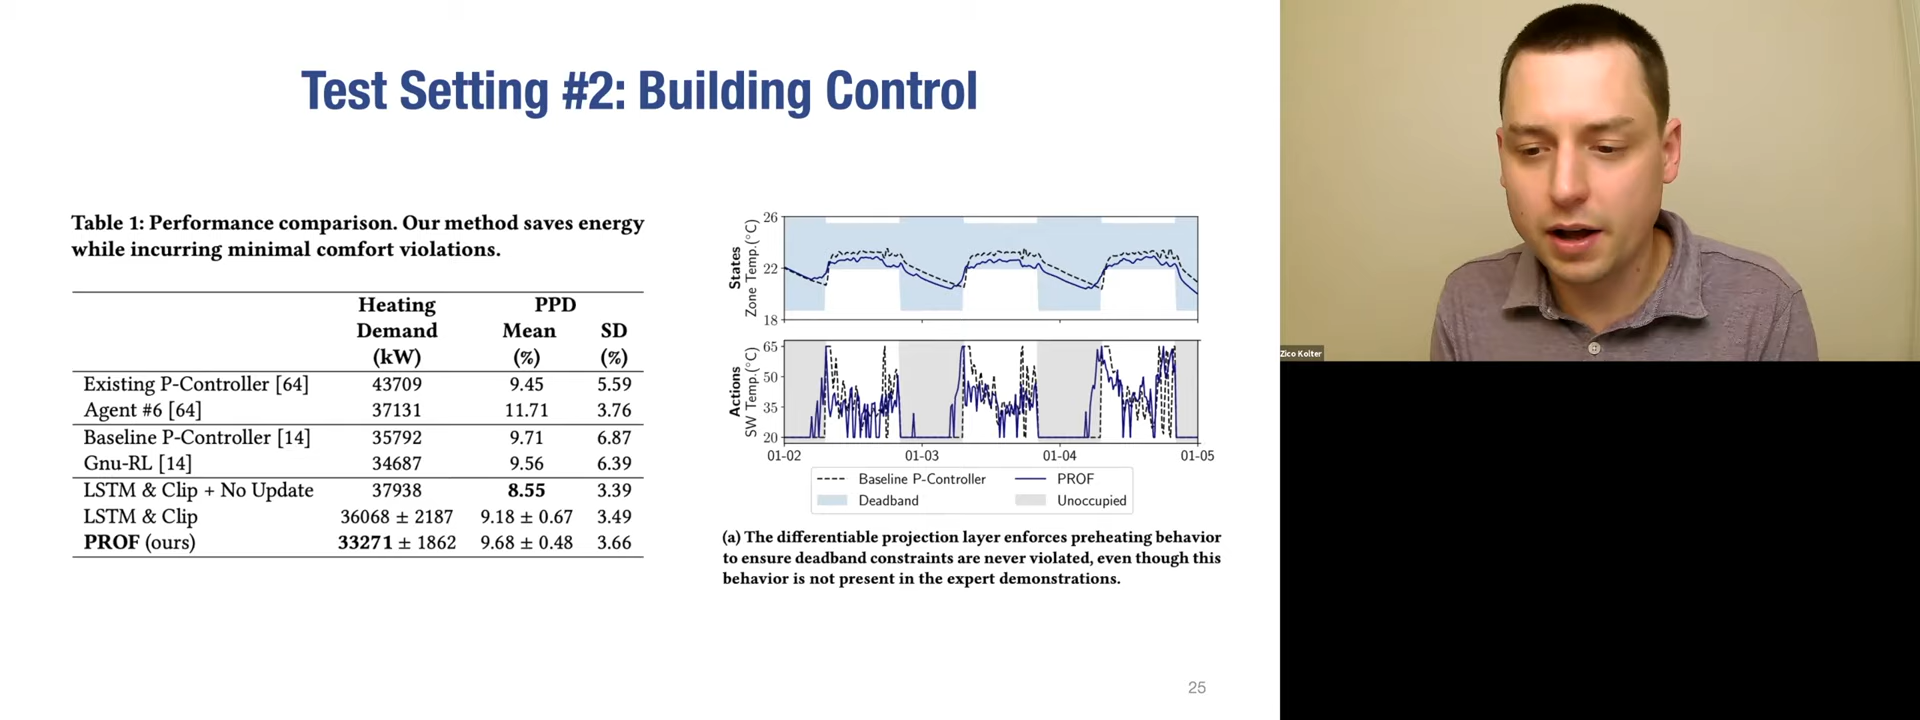 Test Setting #2: Building Control
Table 1: Performance comparison. Our method saves energy
while incurring minimal comfort violations.
Heating PPD
Demand Mean SD
(kW) (%) (%)
Existing P-Controller [64] 43709 9.45 5.59
Agent #6 [64] 37131 11.71 3.76
Baseline P-Controller [14] 35792 9.71 6.87
Gnu-RL [14] 34687 9.56 6.39
LSTM & Clip + No Update 37938 8.55 3.39
LSTM & Clip 36068 ± 2187 9.18 ± 0.67 3.49
PROF (ours) 33271 ± 1862 9.68 ± 0.48 3.66
States
Zone Temp.(°C)
26
22
18
Actions
SW Temp.(°C)
65
50
35
20
01-02 01-03 01-04 01-05
Baseline P-Controller PROF
Deadband Unoccupied
(a) The differentiable projection layer enforces preheating behavior
to ensure deadband constraints are never violated, even though this
behavior is not present in the expert demonstrations.
25
Zico Kolter